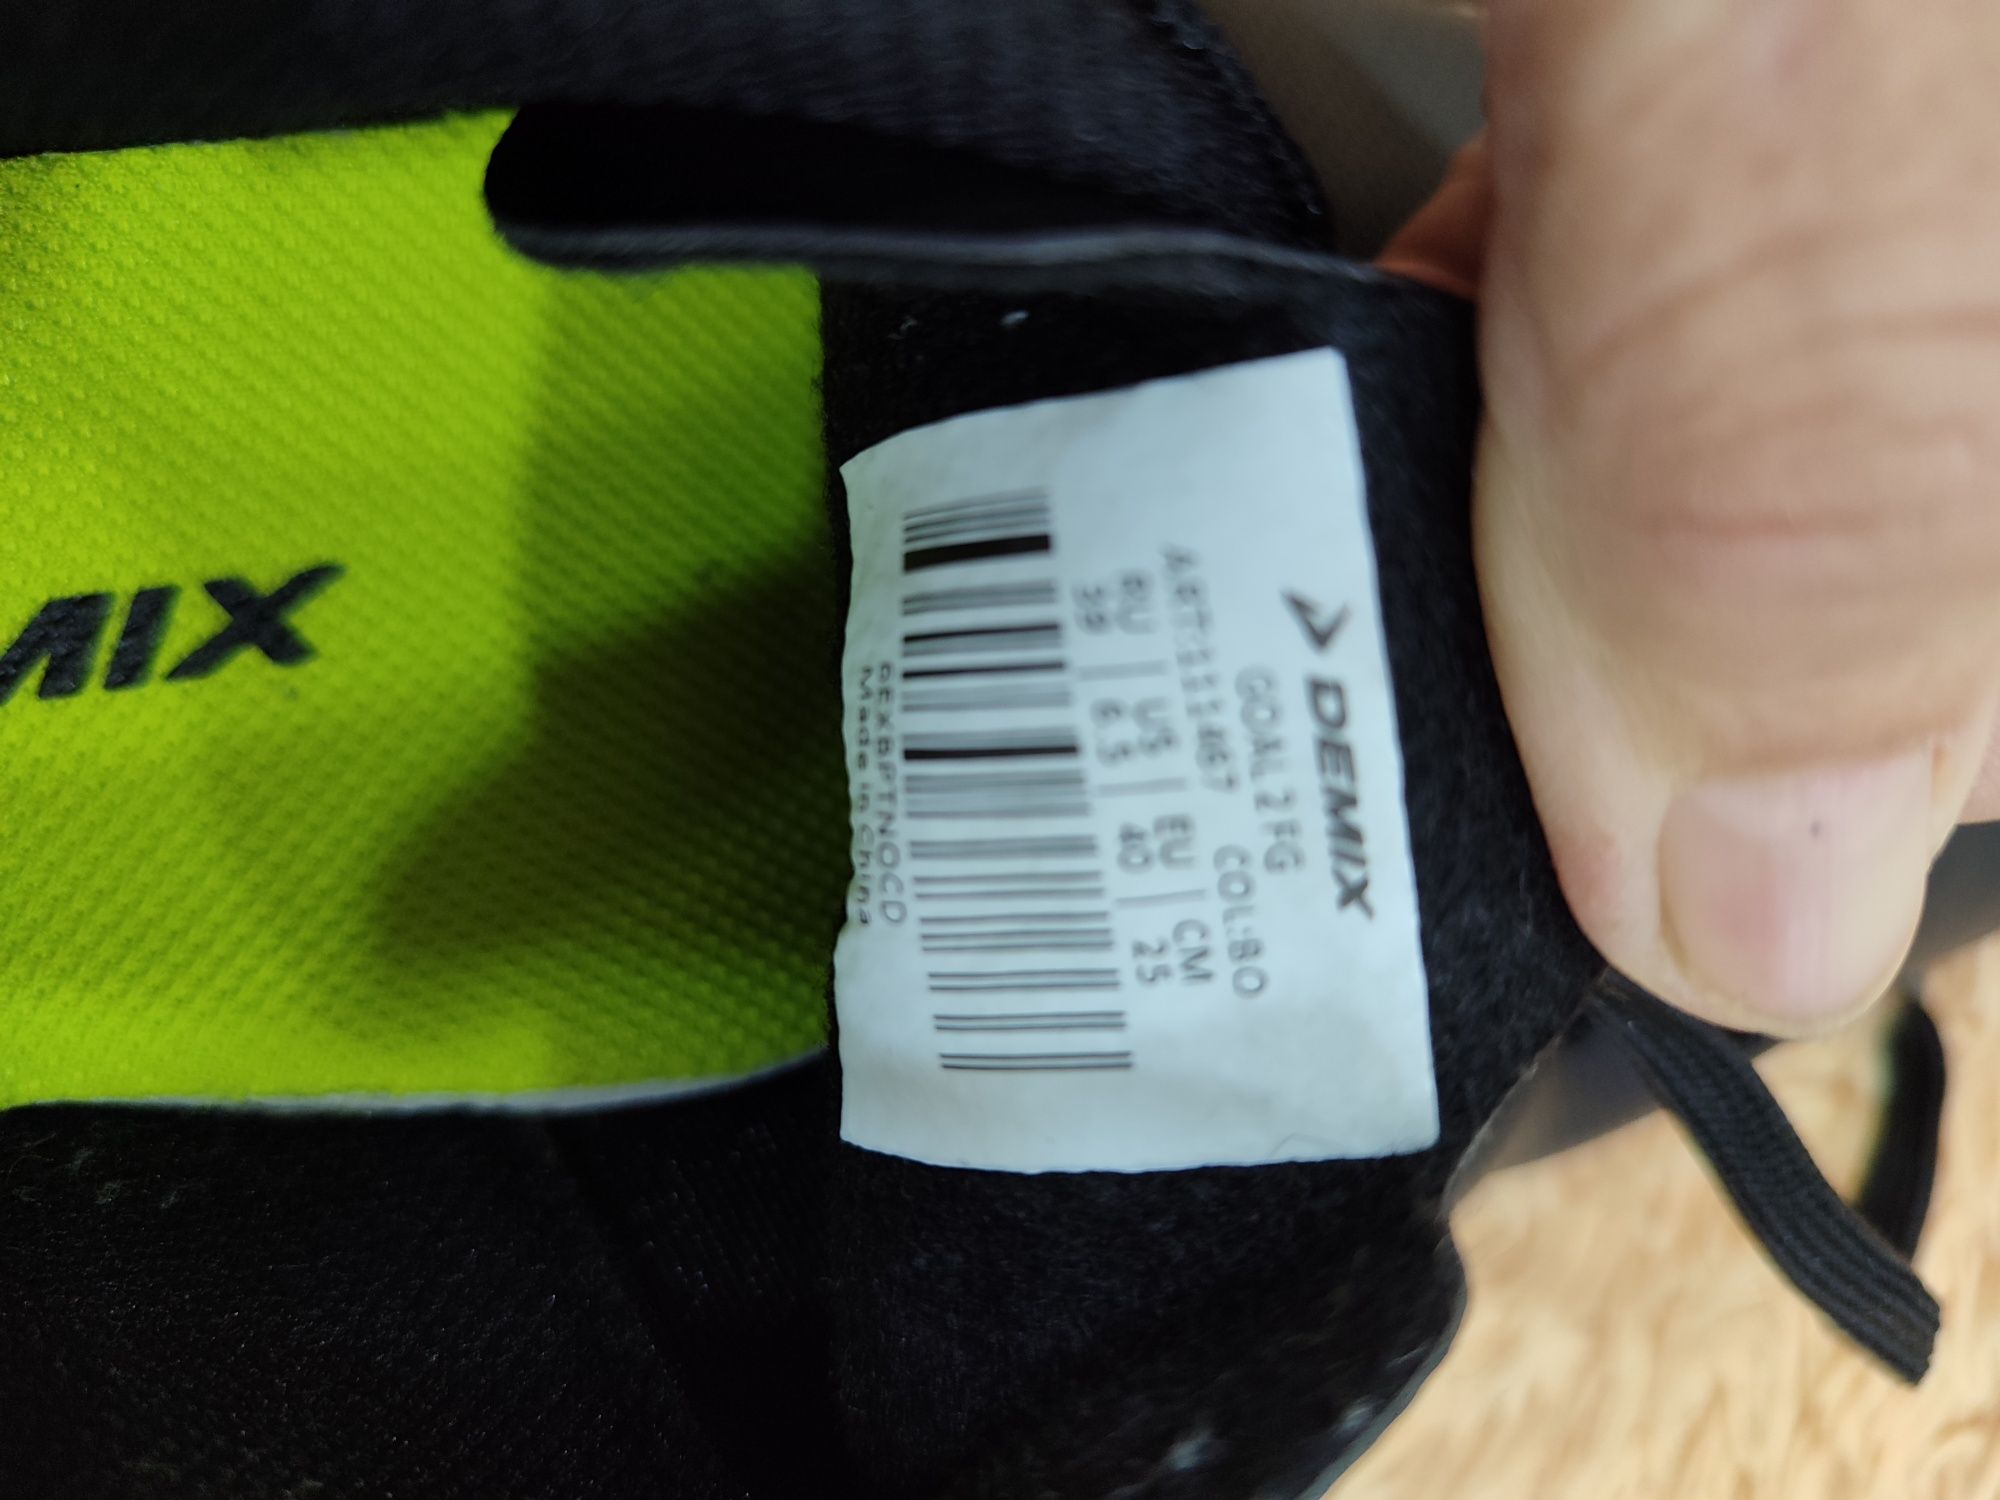 DEMIX
GOAL 2 FG
COL:BO
RU | US | EU | CM
39 | 6.5 | 40 | 25
Made in China
MIX